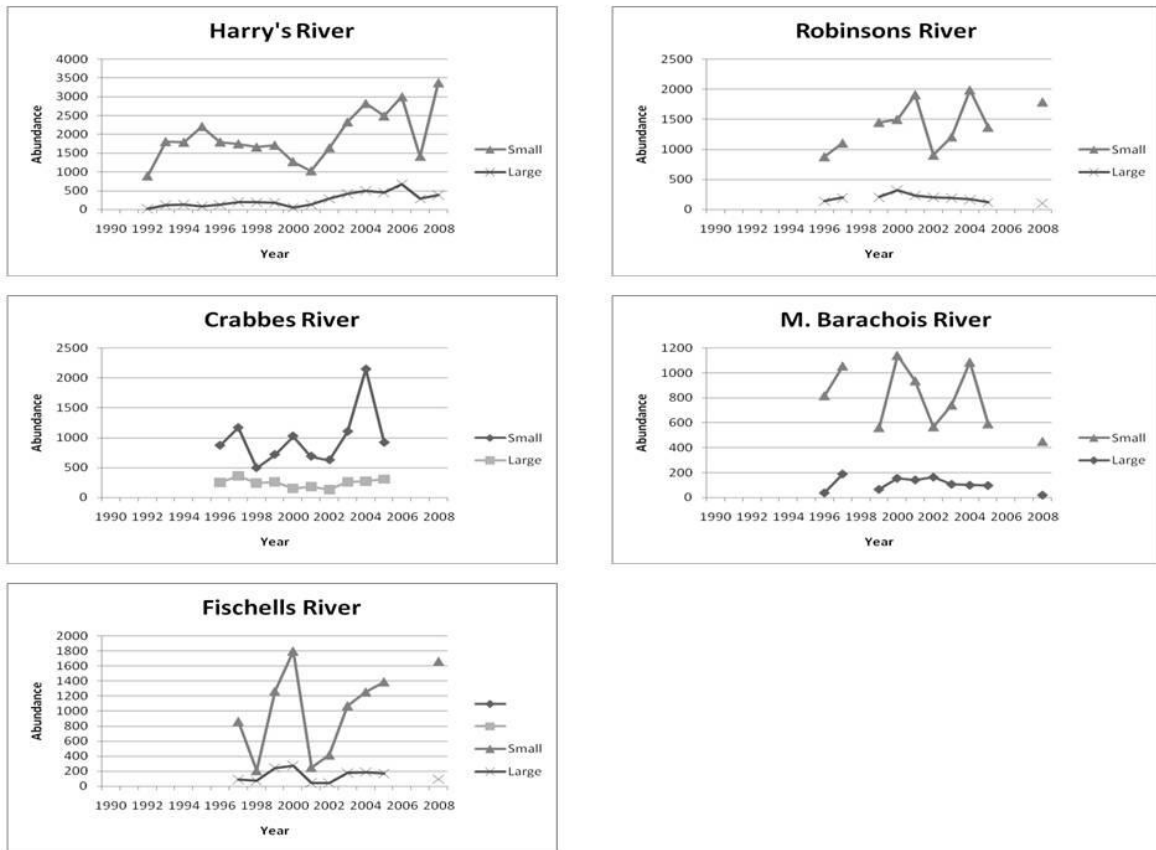 Harry's River
4000
3500
3000
2500
2000
1500
1000
500
0
Abundance
1990 1992 1994 1996 1998 2000 2002 2004 2006 2008
Year
Small
Large
Robinsons River
2500
2000
1500
1000
500
0
Abundance
1990 1992 1994 1996 1998 2000 2002 2004 2006 2008
Year
Small
Large
Crabbes River
2500
2000
1500
1000
500
0
Abundance
1990 1992 1994 1996 1998 2000 2002 2004 2006 2008
Year
Small
Large
M. Barachois River
1200
1000
800
600
400
200
0
Abundance
1990 1992 1994 1996 1998 2000 2002 2004 2006 2008
Year
Small
Large
Fischells River
2000
1800
1600
1400
1200
1000
800
600
400
200
0
Abundance
1990 1992 1994 1996 1998 2000 2002 2004 2006 2008
Year
Small
Large